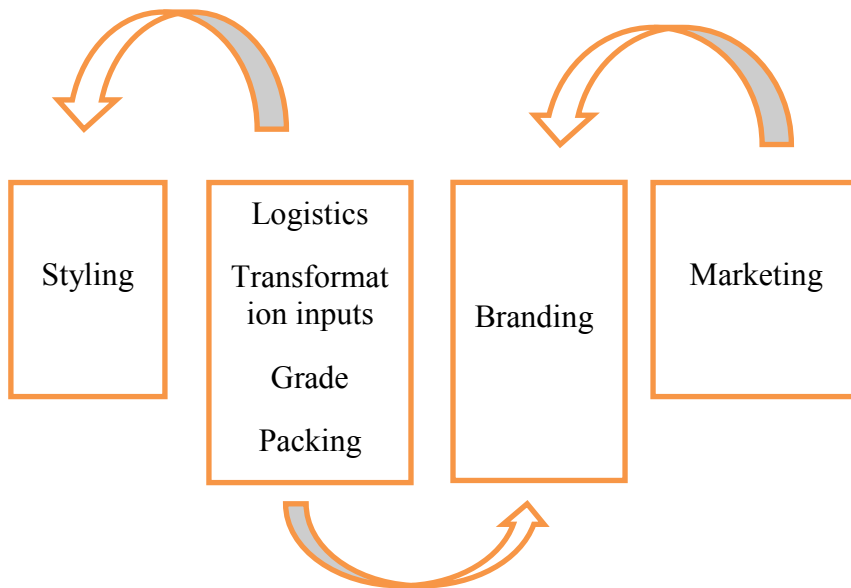 Styling
Logistics
Transformat
ion inputs
Grade
Packing
Branding
Marketing